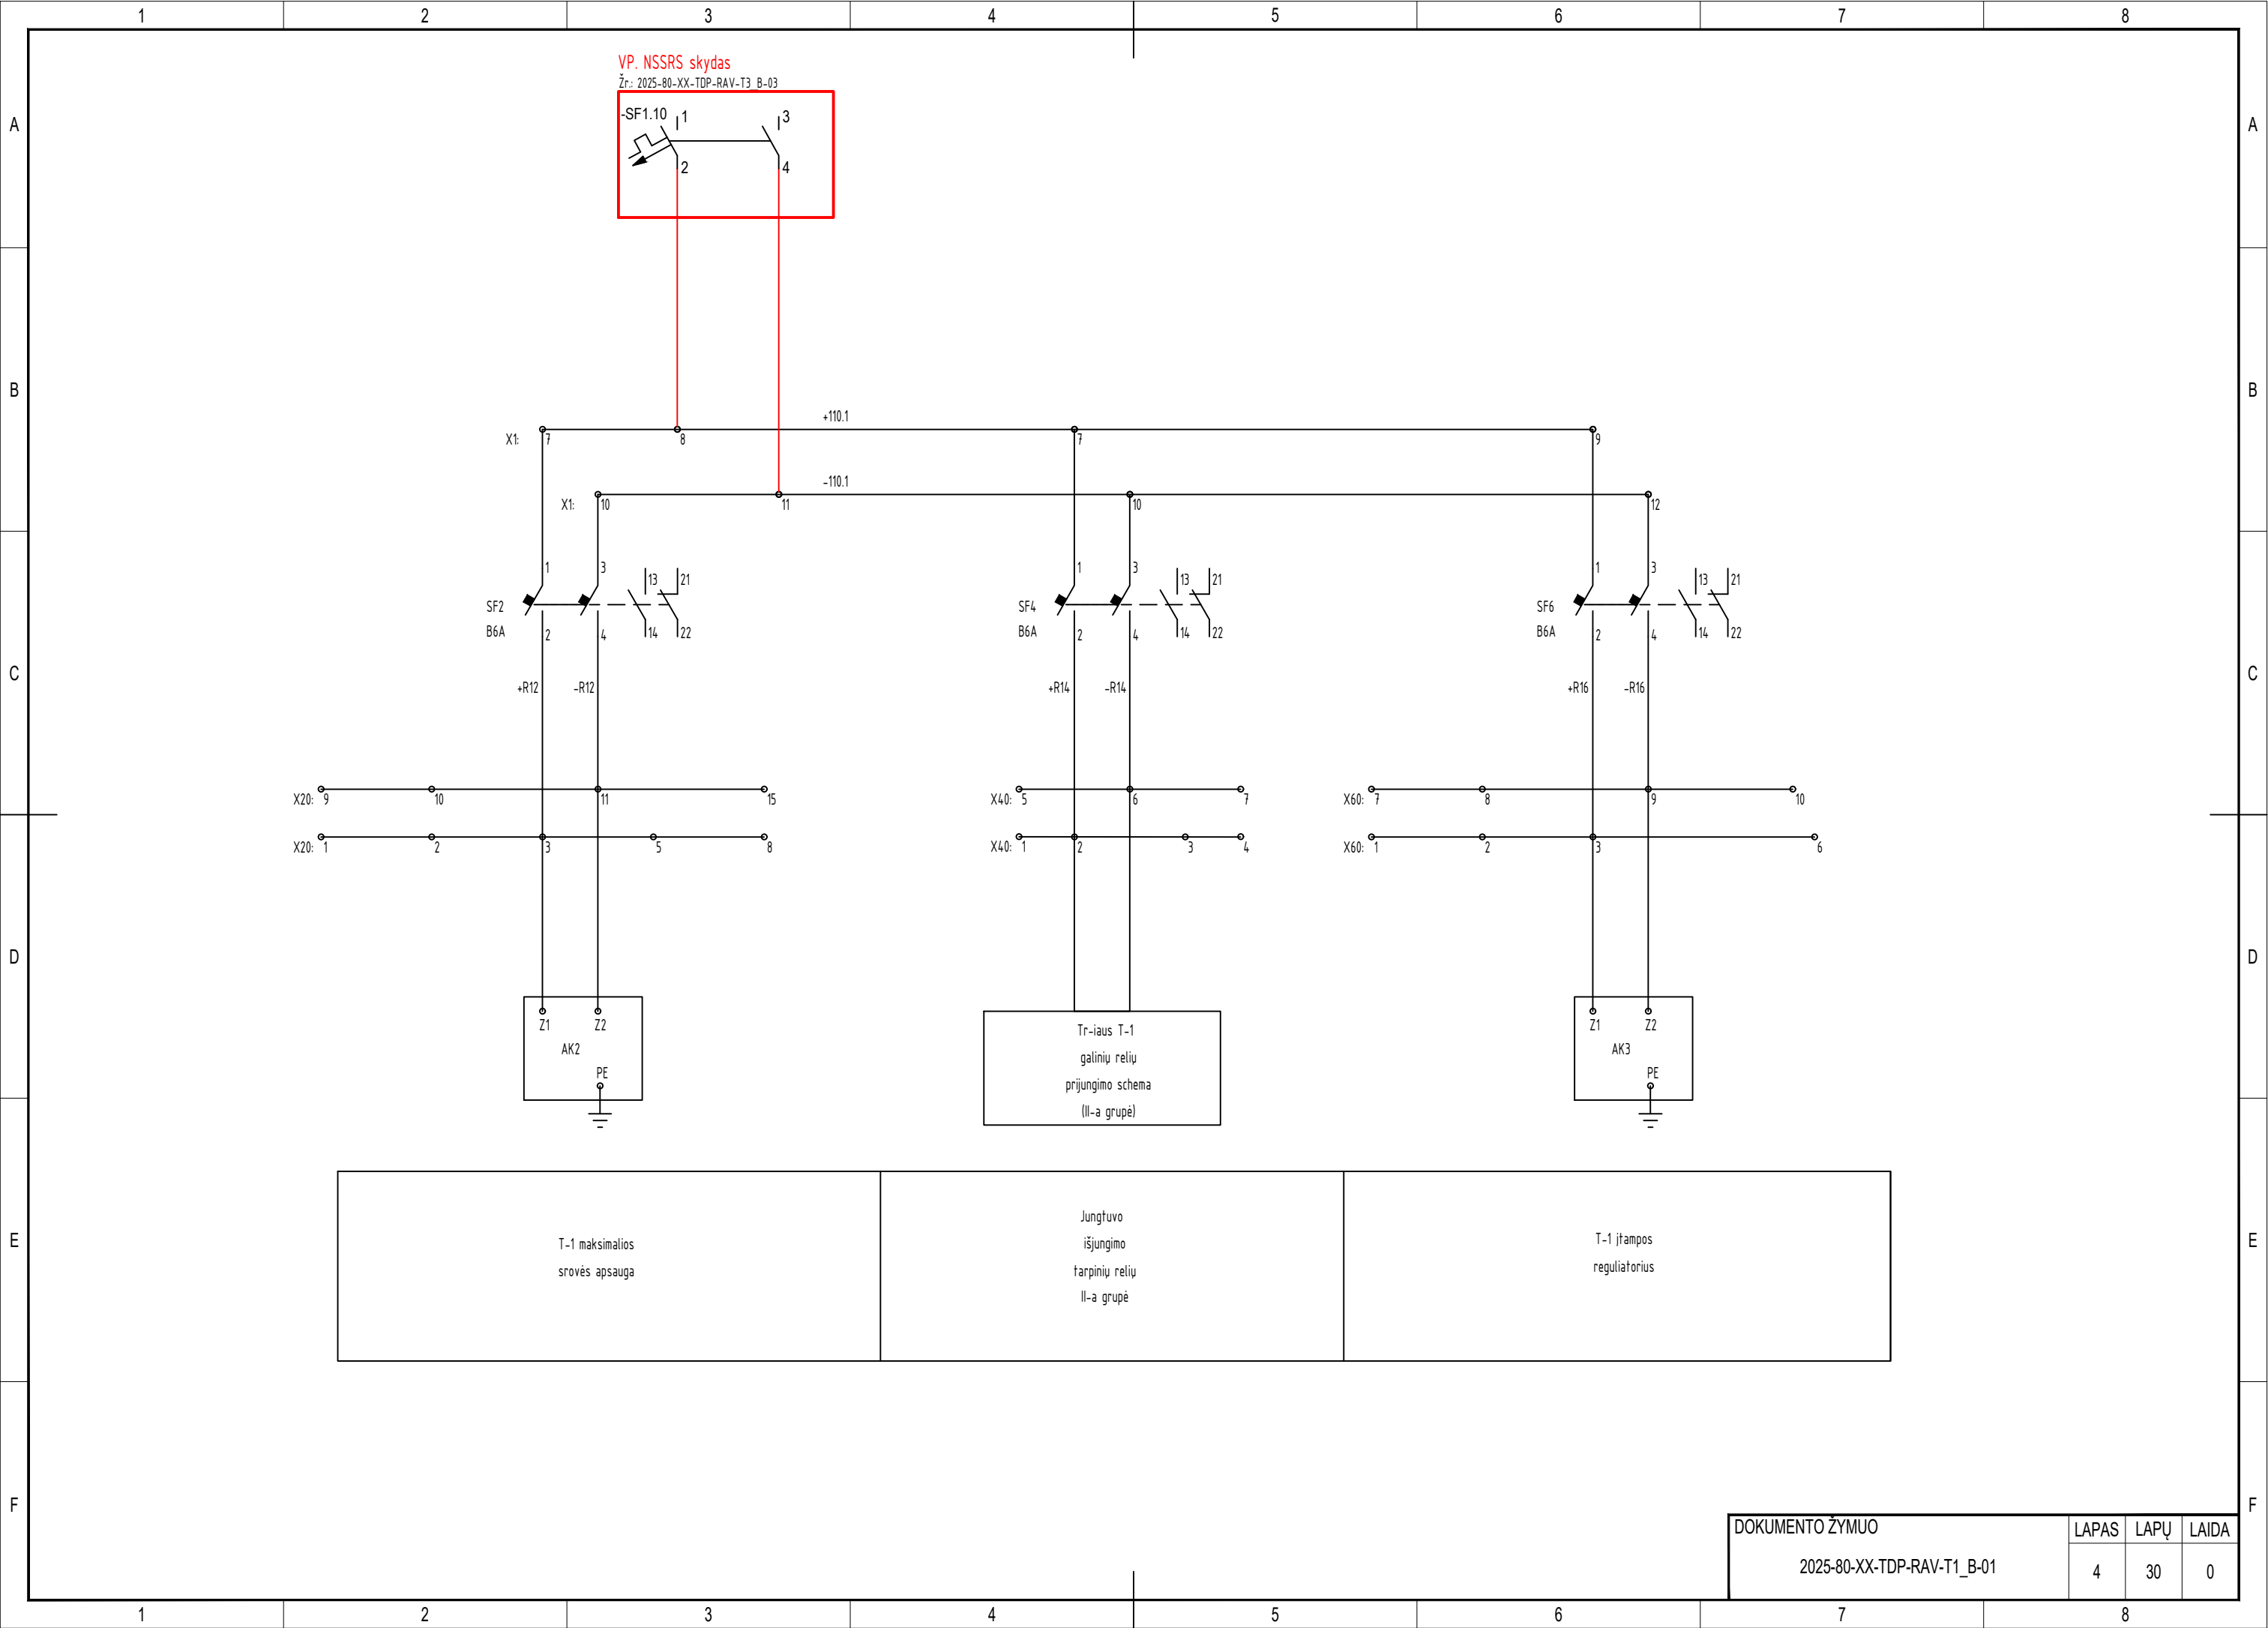 1 2 3 4 5 6 7 8
VP. NSSRS skydas
Žr.: 2025-80-XX-TDP-RAV-T3_B-03
A A
-SF1.10 1 3
2 4
B B
+110.1
X1: 7 8 7 9
-110.1
X1: 10 11 10 12
1 3 13 21 1 3 13 21 1 3 13 21
SF2 SF4 SF6
B6A 2 4 14 22 B6A 2 4 14 22 B6A 2 4 14 22
C C
+R12 -R12 +R14 -R14 +R16 -R16
X20: 9 10 11 15 X40: 5 6 7 X60: 7 8 9 10
X20: 1 2 3 5 8 X40: 1 2 3 4 X60: 1 2 3 6
D D
Z1 Z2 Z1 Z2
AK2 AK3
PE PE
Tr-iaus T-1
galinių relių
prijungimo schema
(II-a grupė)
E E
T-1 maksimalios
srovės apsauga
Jungtuvo
išjungimo
tarpinių relių
II-a grupė
T-1 įtampos
reguliatorius
F F
DOKUMENTO ŽYMUO LAPAS LAPŲ LAIDA
2025-80-XX-TDP-RAV-T1_B-01 4 30 0
1 2 3 4 5 6 7 8